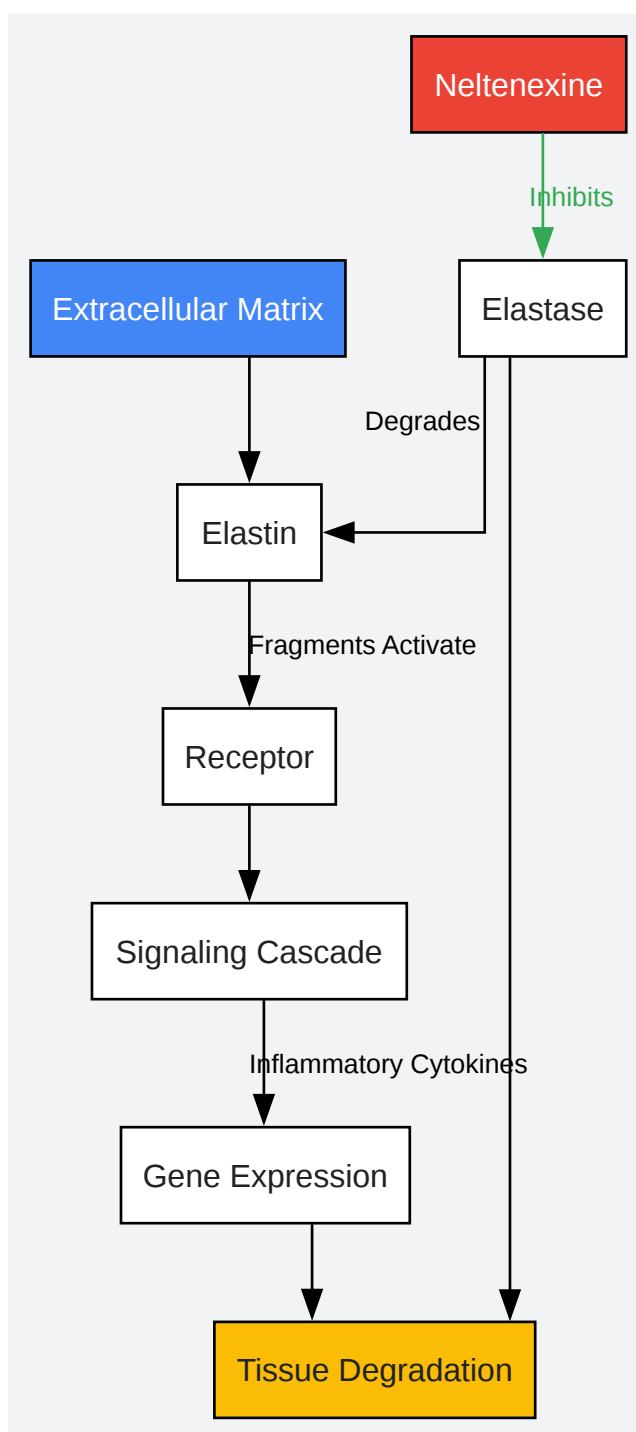 Neltenexine
Inhibits
Extracellular Matrix
Elastase
Degrades
Elastin
Fragments Activate
Receptor
Signaling Cascade
Inflammatory Cytokines
Gene Expression
Tissue Degradation